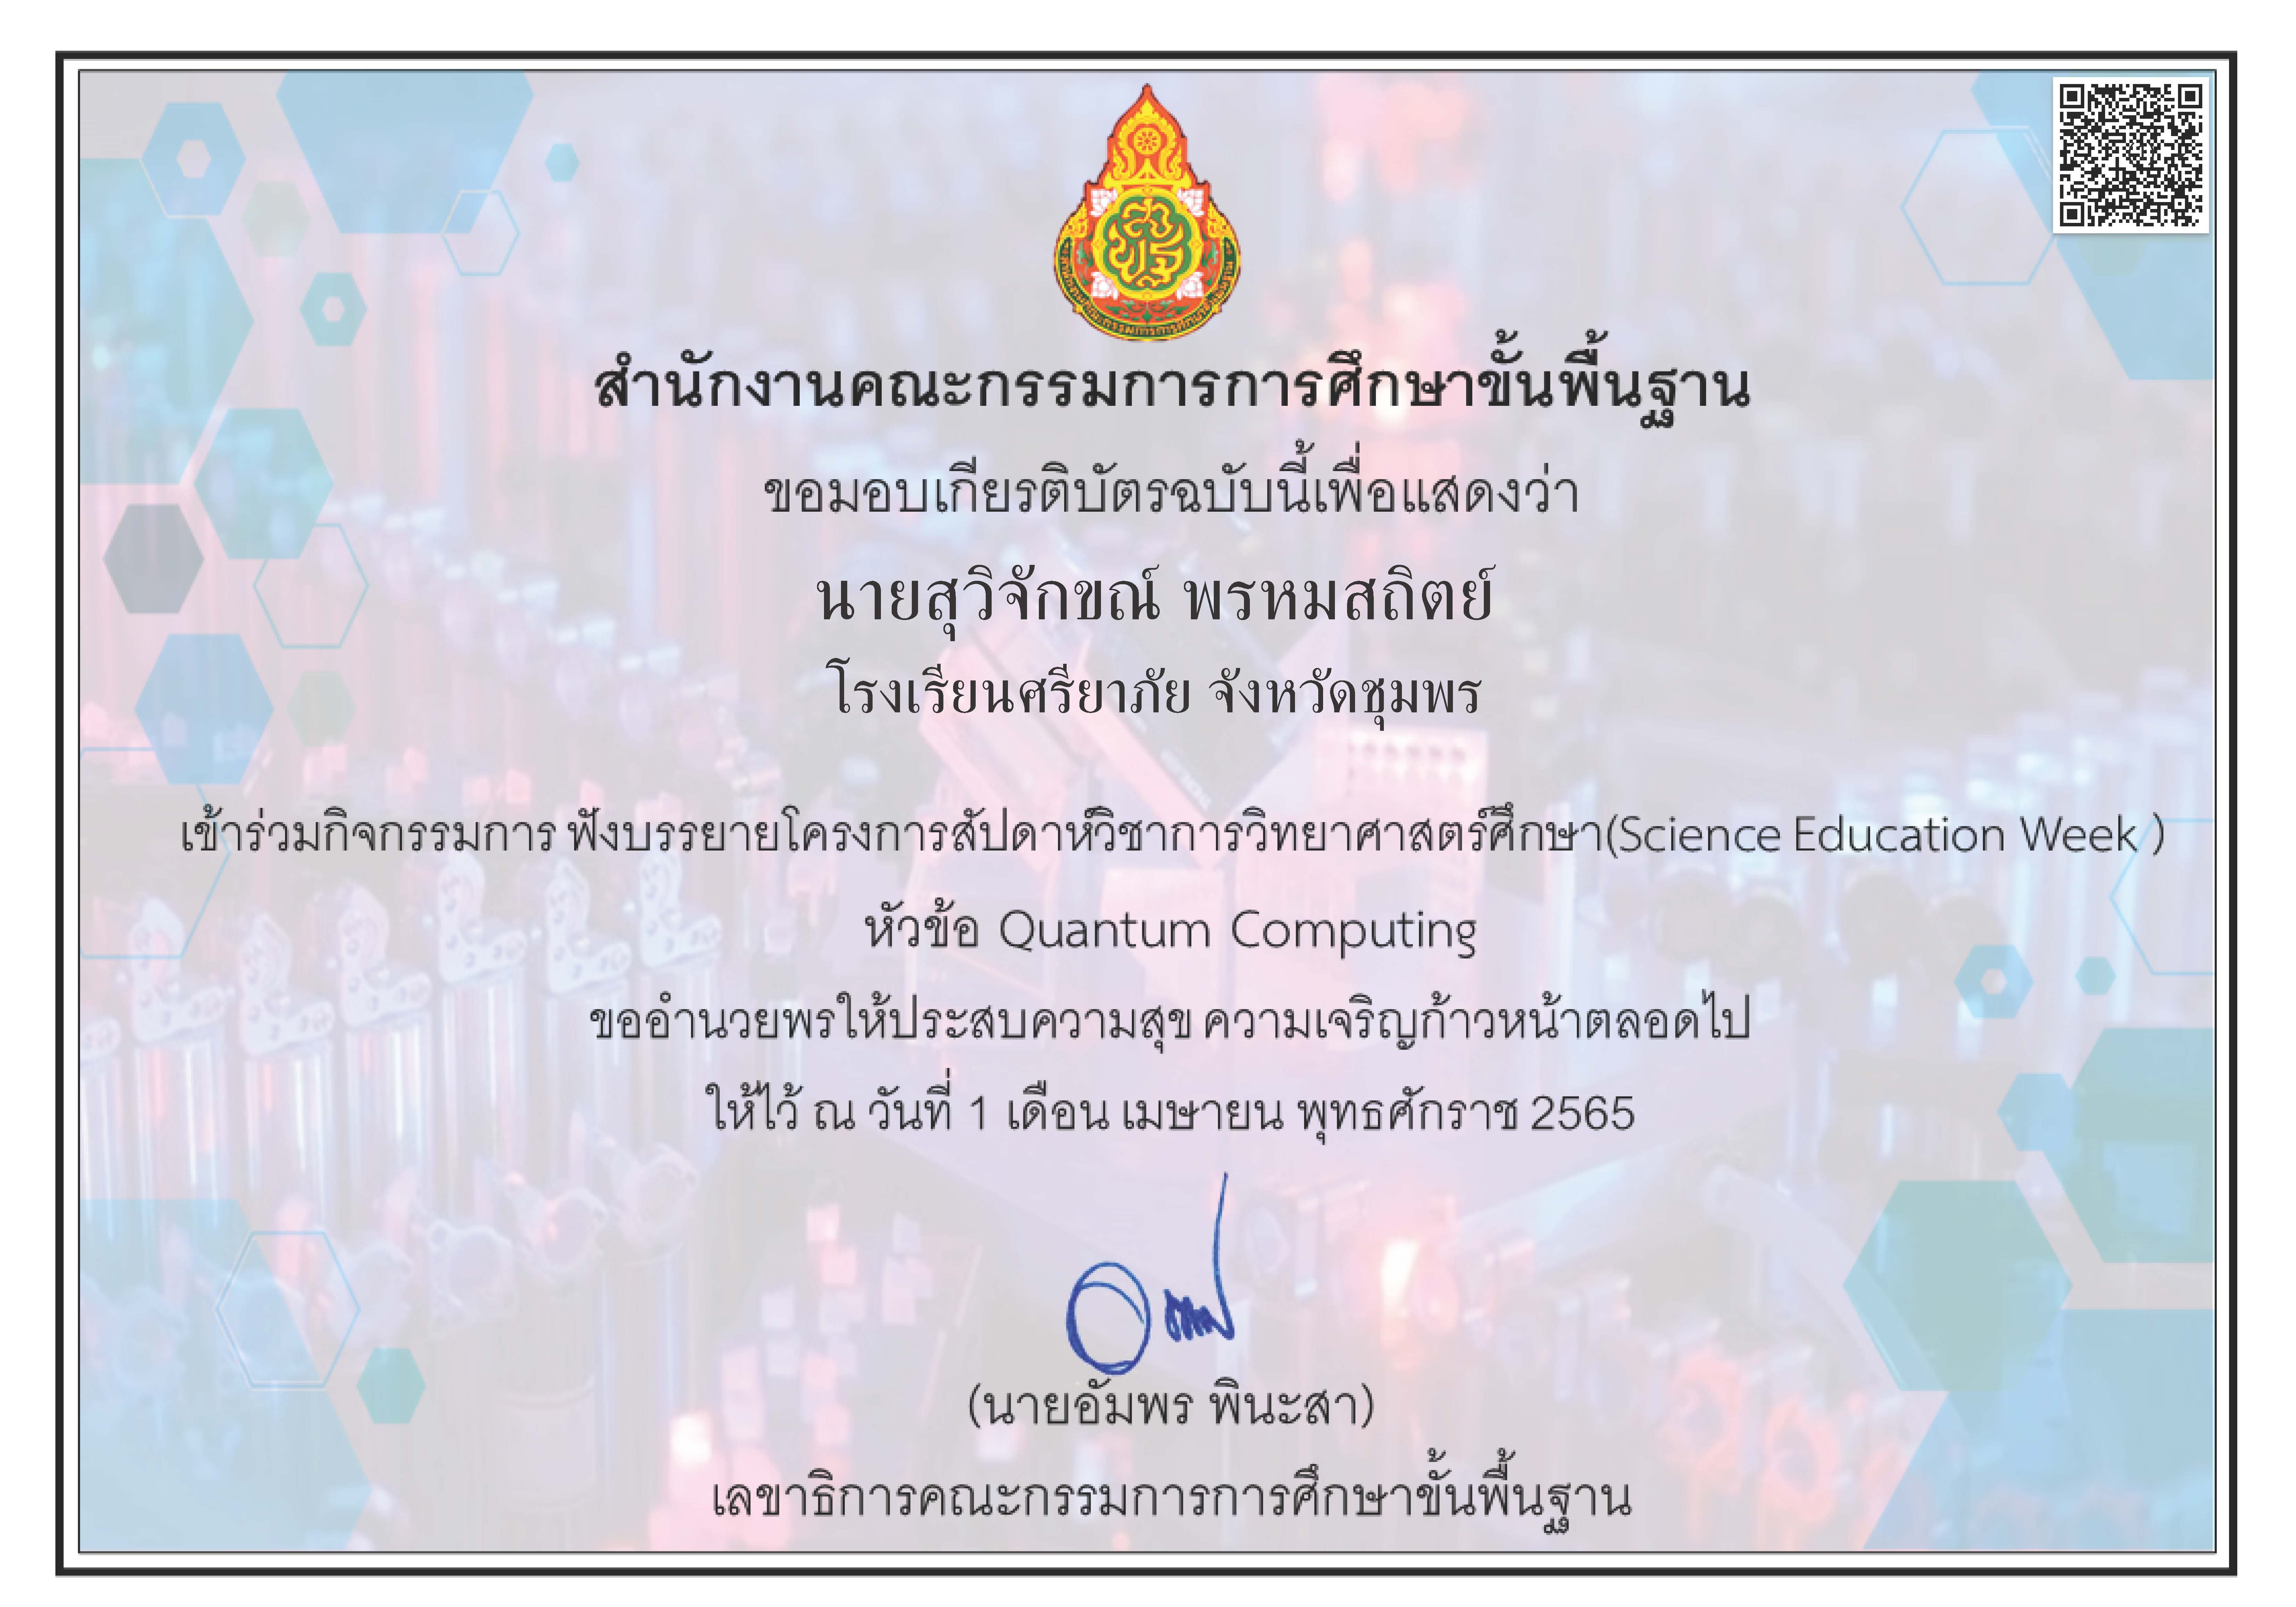 สำนักงานคณะกรรมการการศึกษาขั้นพื้นฐาน
ขอมอบเกียรติบัตรฉบับนี้เพื่อแสดงว่า
นายสุวิจักขณ์ พรหมสถิตย์
โรงเรียนศรียาภัย จังหวัดชุมพร
เข้าร่วมกิจกรรมการ ฟังบรรยายโครงการสัปดาห์วิชาการวิทยาศาสตร์ศึกษา(Science Education Week )
หัวข้อ Quantum Computing
ขออำนวยพรให้ประสบความสุข ความเจริญก้าวหน้าตลอดไป
ให้ไว้ ณ วันที่ 1 เดือน เมษายน พุทธศักราช 2565
(นายอัมพร พินะสา)
เลขาธิการคณะกรรมการการศึกษาขั้นพื้นฐาน